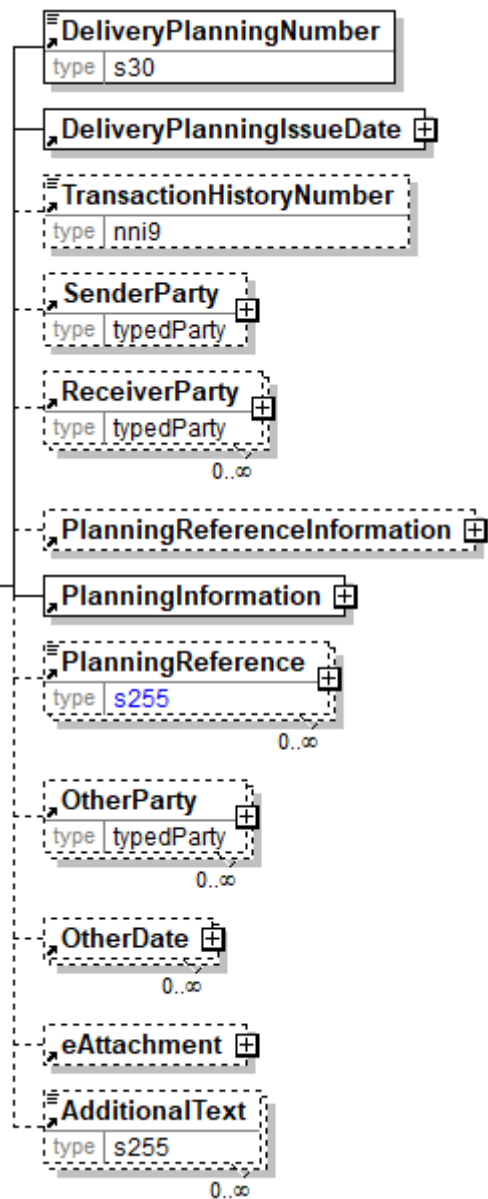 DeliveryPlanningNumber
type s30
DeliveryPlanningIssueDate
TransactionHistoryNumber
type nni9
SenderParty
type typedParty
ReceiverParty
type typedParty
0..∞
PlanningReferenceInformation
PlanningInformation
PlanningReference
type s255
0..∞
OtherParty
type typedParty
0..∞
OtherDate
0..∞
eAttachment
AdditionalText
type s255
0..∞